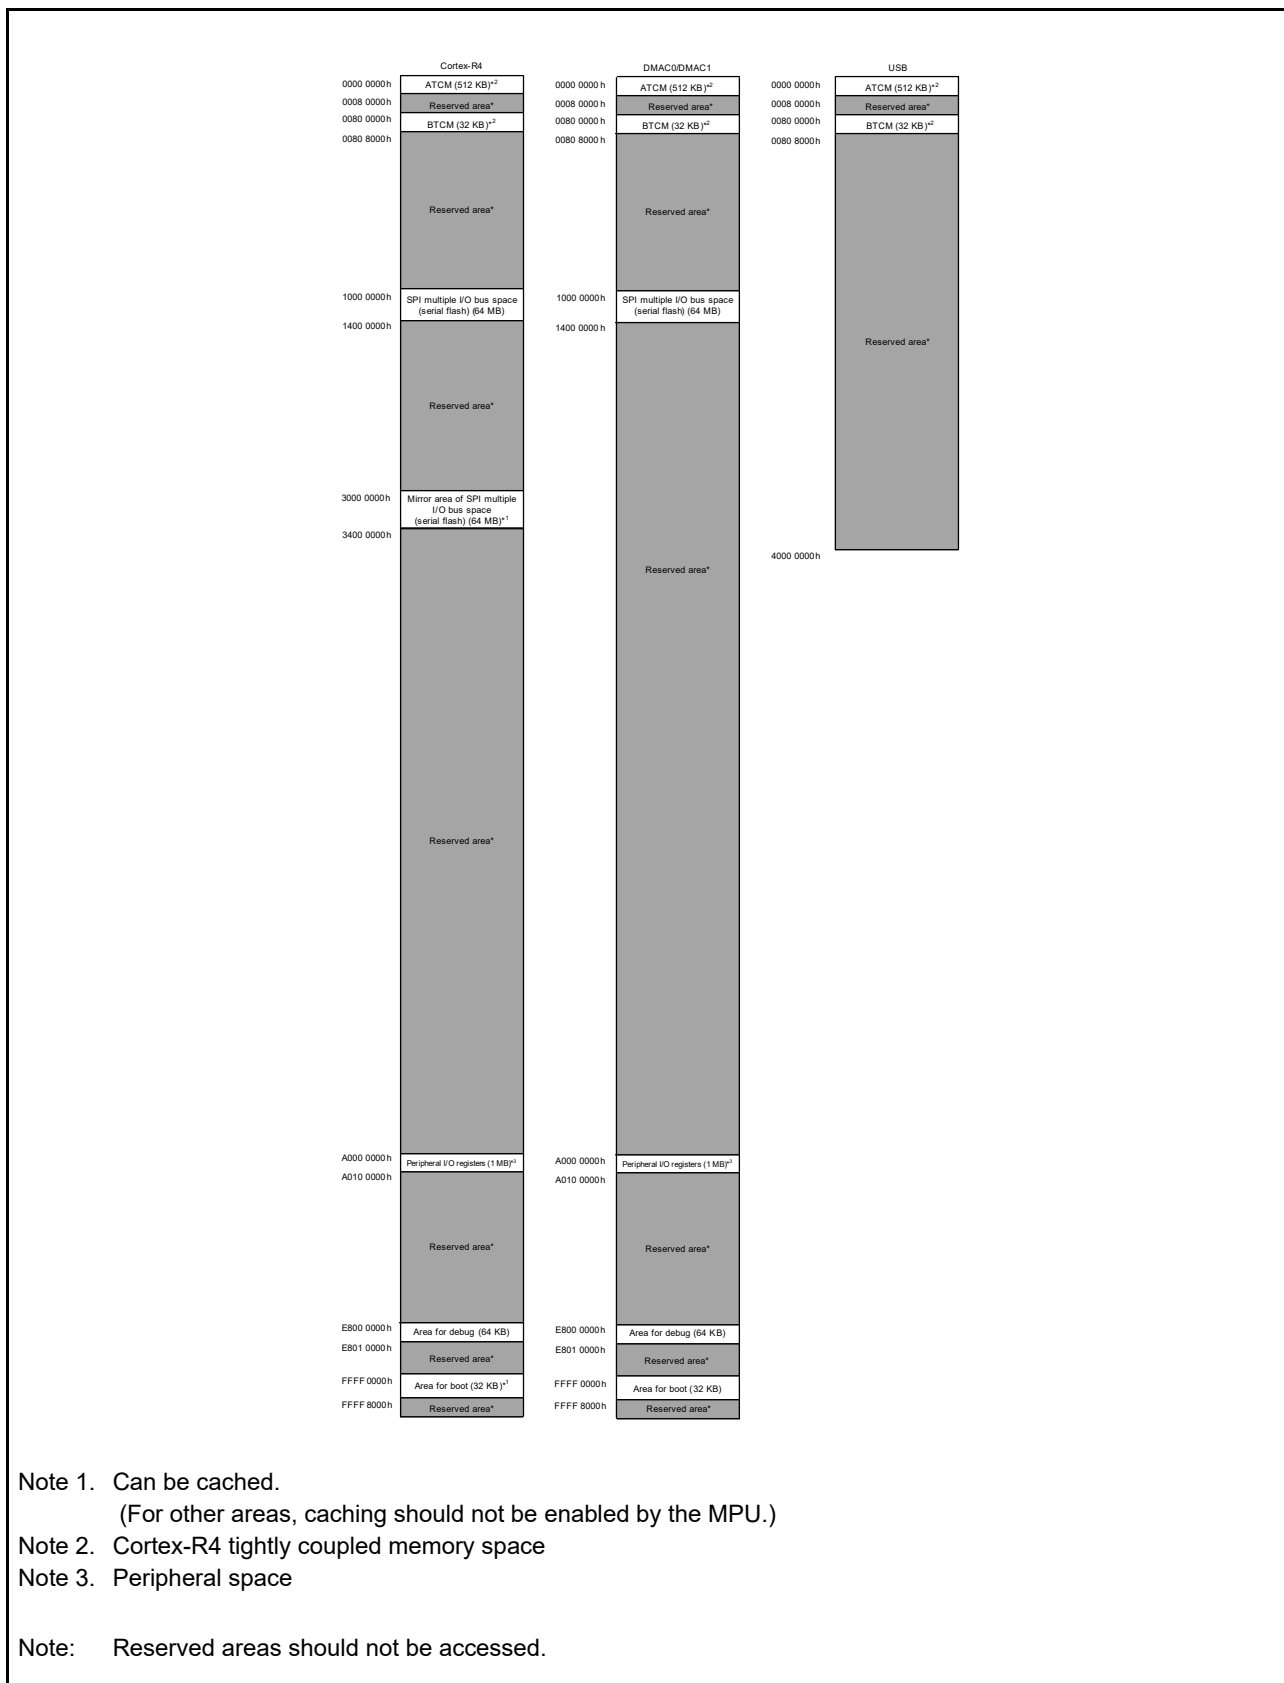 Cortex-R4
0000 0000h
ATCM (512 KB)*2
0008 0000h
Reserved area*
0080 0000h
BTCM (32 KB)*2
0080 8000h
Reserved area*
1000 0000h
SPI multiple I/O bus space
(serial flash) (64 MB)
1400 0000h
Reserved area*
3000 0000h
Mirror area of SPI multiple
I/O bus space
(serial flash) (64 MB)*1
3400 0000h
Reserved area*
A000 0000h
Peripheral I/O registers (1 MB)*3
A010 0000h
Reserved area*
E800 0000h
Area for debug (64 KB)
E801 0000h
Reserved area*
FFFF 0000h
Area for boot (32 KB)*1
FFFF 8000h
Reserved area*
DMAC0/DMAC1
0000 0000h
ATCM (512 KB)*2
0008 0000h
Reserved area*
0080 0000h
BTCM (32 KB)*2
0080 8000h
Reserved area*
1000 0000h
SPI multiple I/O bus space
(serial flash) (64 MB)
1400 0000h
Reserved area*
A000 0000h
Peripheral I/O registers (1 MB)*3
A010 0000h
Reserved area*
E800 0000h
Area for debug (64 KB)
E801 0000h
Reserved area*
FFFF 0000h
Area for boot (32 KB)
FFFF 8000h
Reserved area*
USB
0000 0000h
ATCM (512 KB)*2
0008 0000h
Reserved area*
0080 0000h
BTCM (32 KB)*2
0080 8000h
Reserved area*
4000 0000h
Note 1. Can be cached.
(For other areas, caching should not be enabled by the MPU.)
Note 2. Cortex-R4 tightly coupled memory space
Note 3. Peripheral space
Note: Reserved areas should not be accessed.